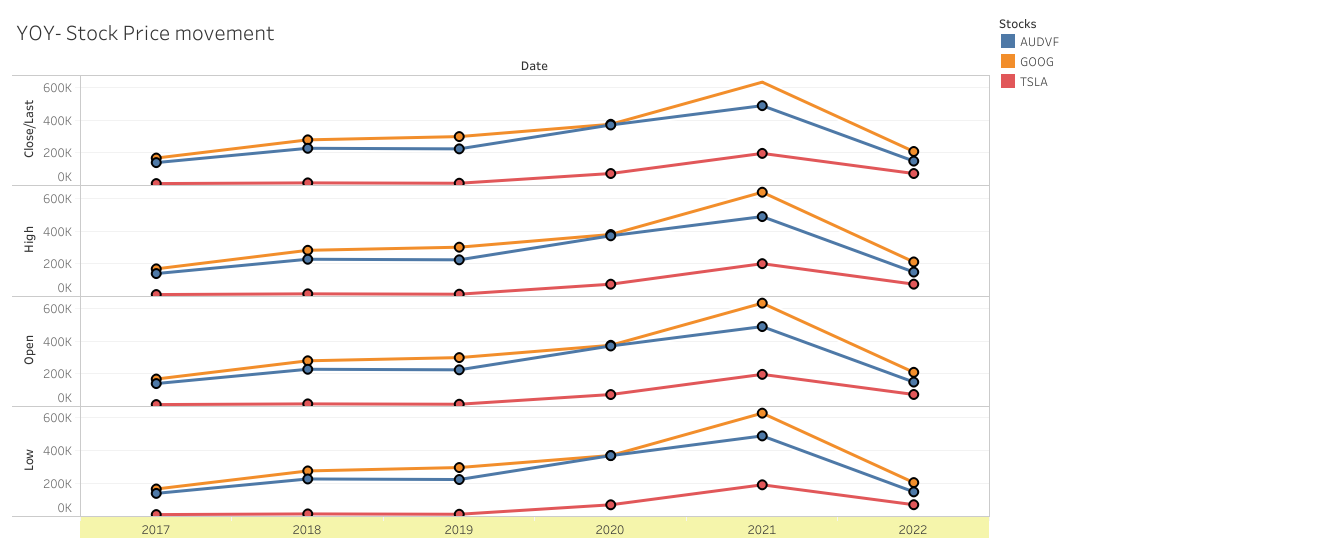 YOY- Stock Price movement
Stocks
AUDVF
GOOG
TSLA
Date
Close/Last
600K
400K
200K
0K
High
600K
400K
200K
0K
Open
600K
400K
200K
0K
Low
600K
400K
200K
0K
2017 2018 2019 2020 2021 2022